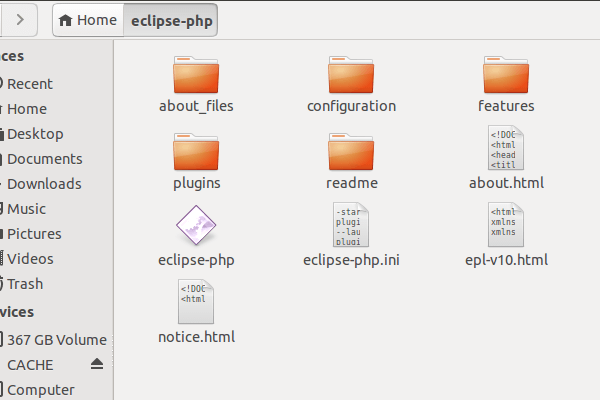 Home
eclipse-php
ces
Recent
Home
Desktop
Documents
Downloads
Music
Pictures
Videos
Trash
vices
367 GB Volume
CACHE
Computer
about_files
configuration
features
plugins
readme
<!DOC
<html
<head
<titl
about.html
eclipse-php
-star
plugi
--lau
plugi
eclipse-php.ini
<html
xmlns
xmlns
epl-v10.html
<!DOC
<html
notice.html